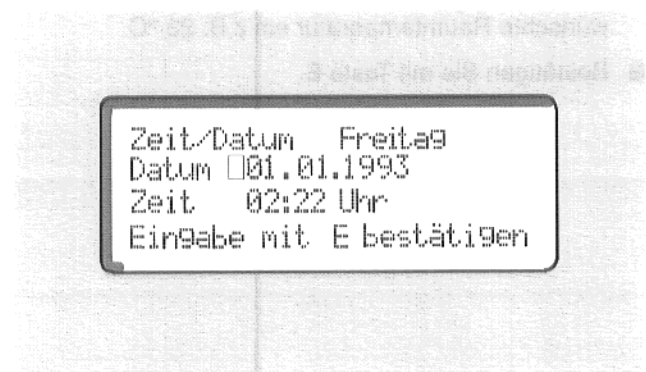 Zeit/Datum Freitag
Datum 01.01.1993
Zeit 02:22 Uhr
Eingabe mit E bestätigen